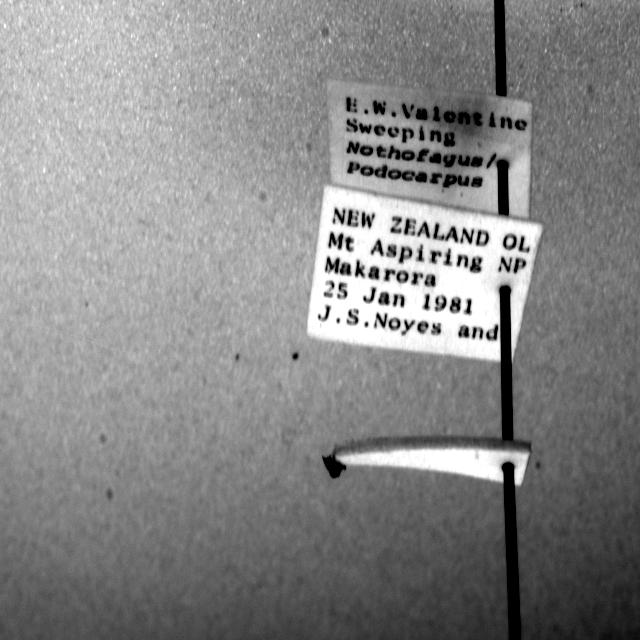 E.W.Valentine
Sweeping
Nothofagus/
Podocarpus
NEW ZEALAND OL
Mt Aspiring NP
Makarora
25 Jan 1981
J.S.Noyes and